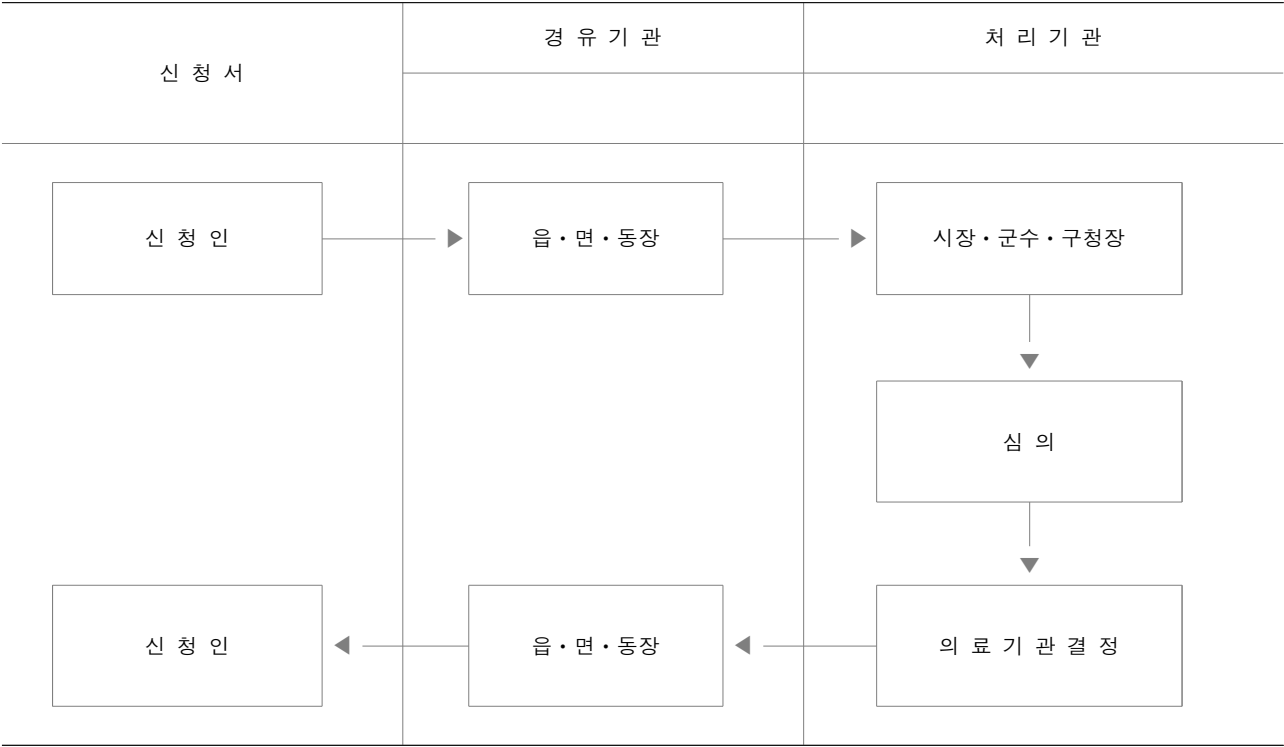 신 청 서
경 유 기 관
처 리 기 관
신 청 인
읍・면・동장
시장・군수・구청장
심 의
신 청 인
읍・면・동장
의 료 기 관 결 정